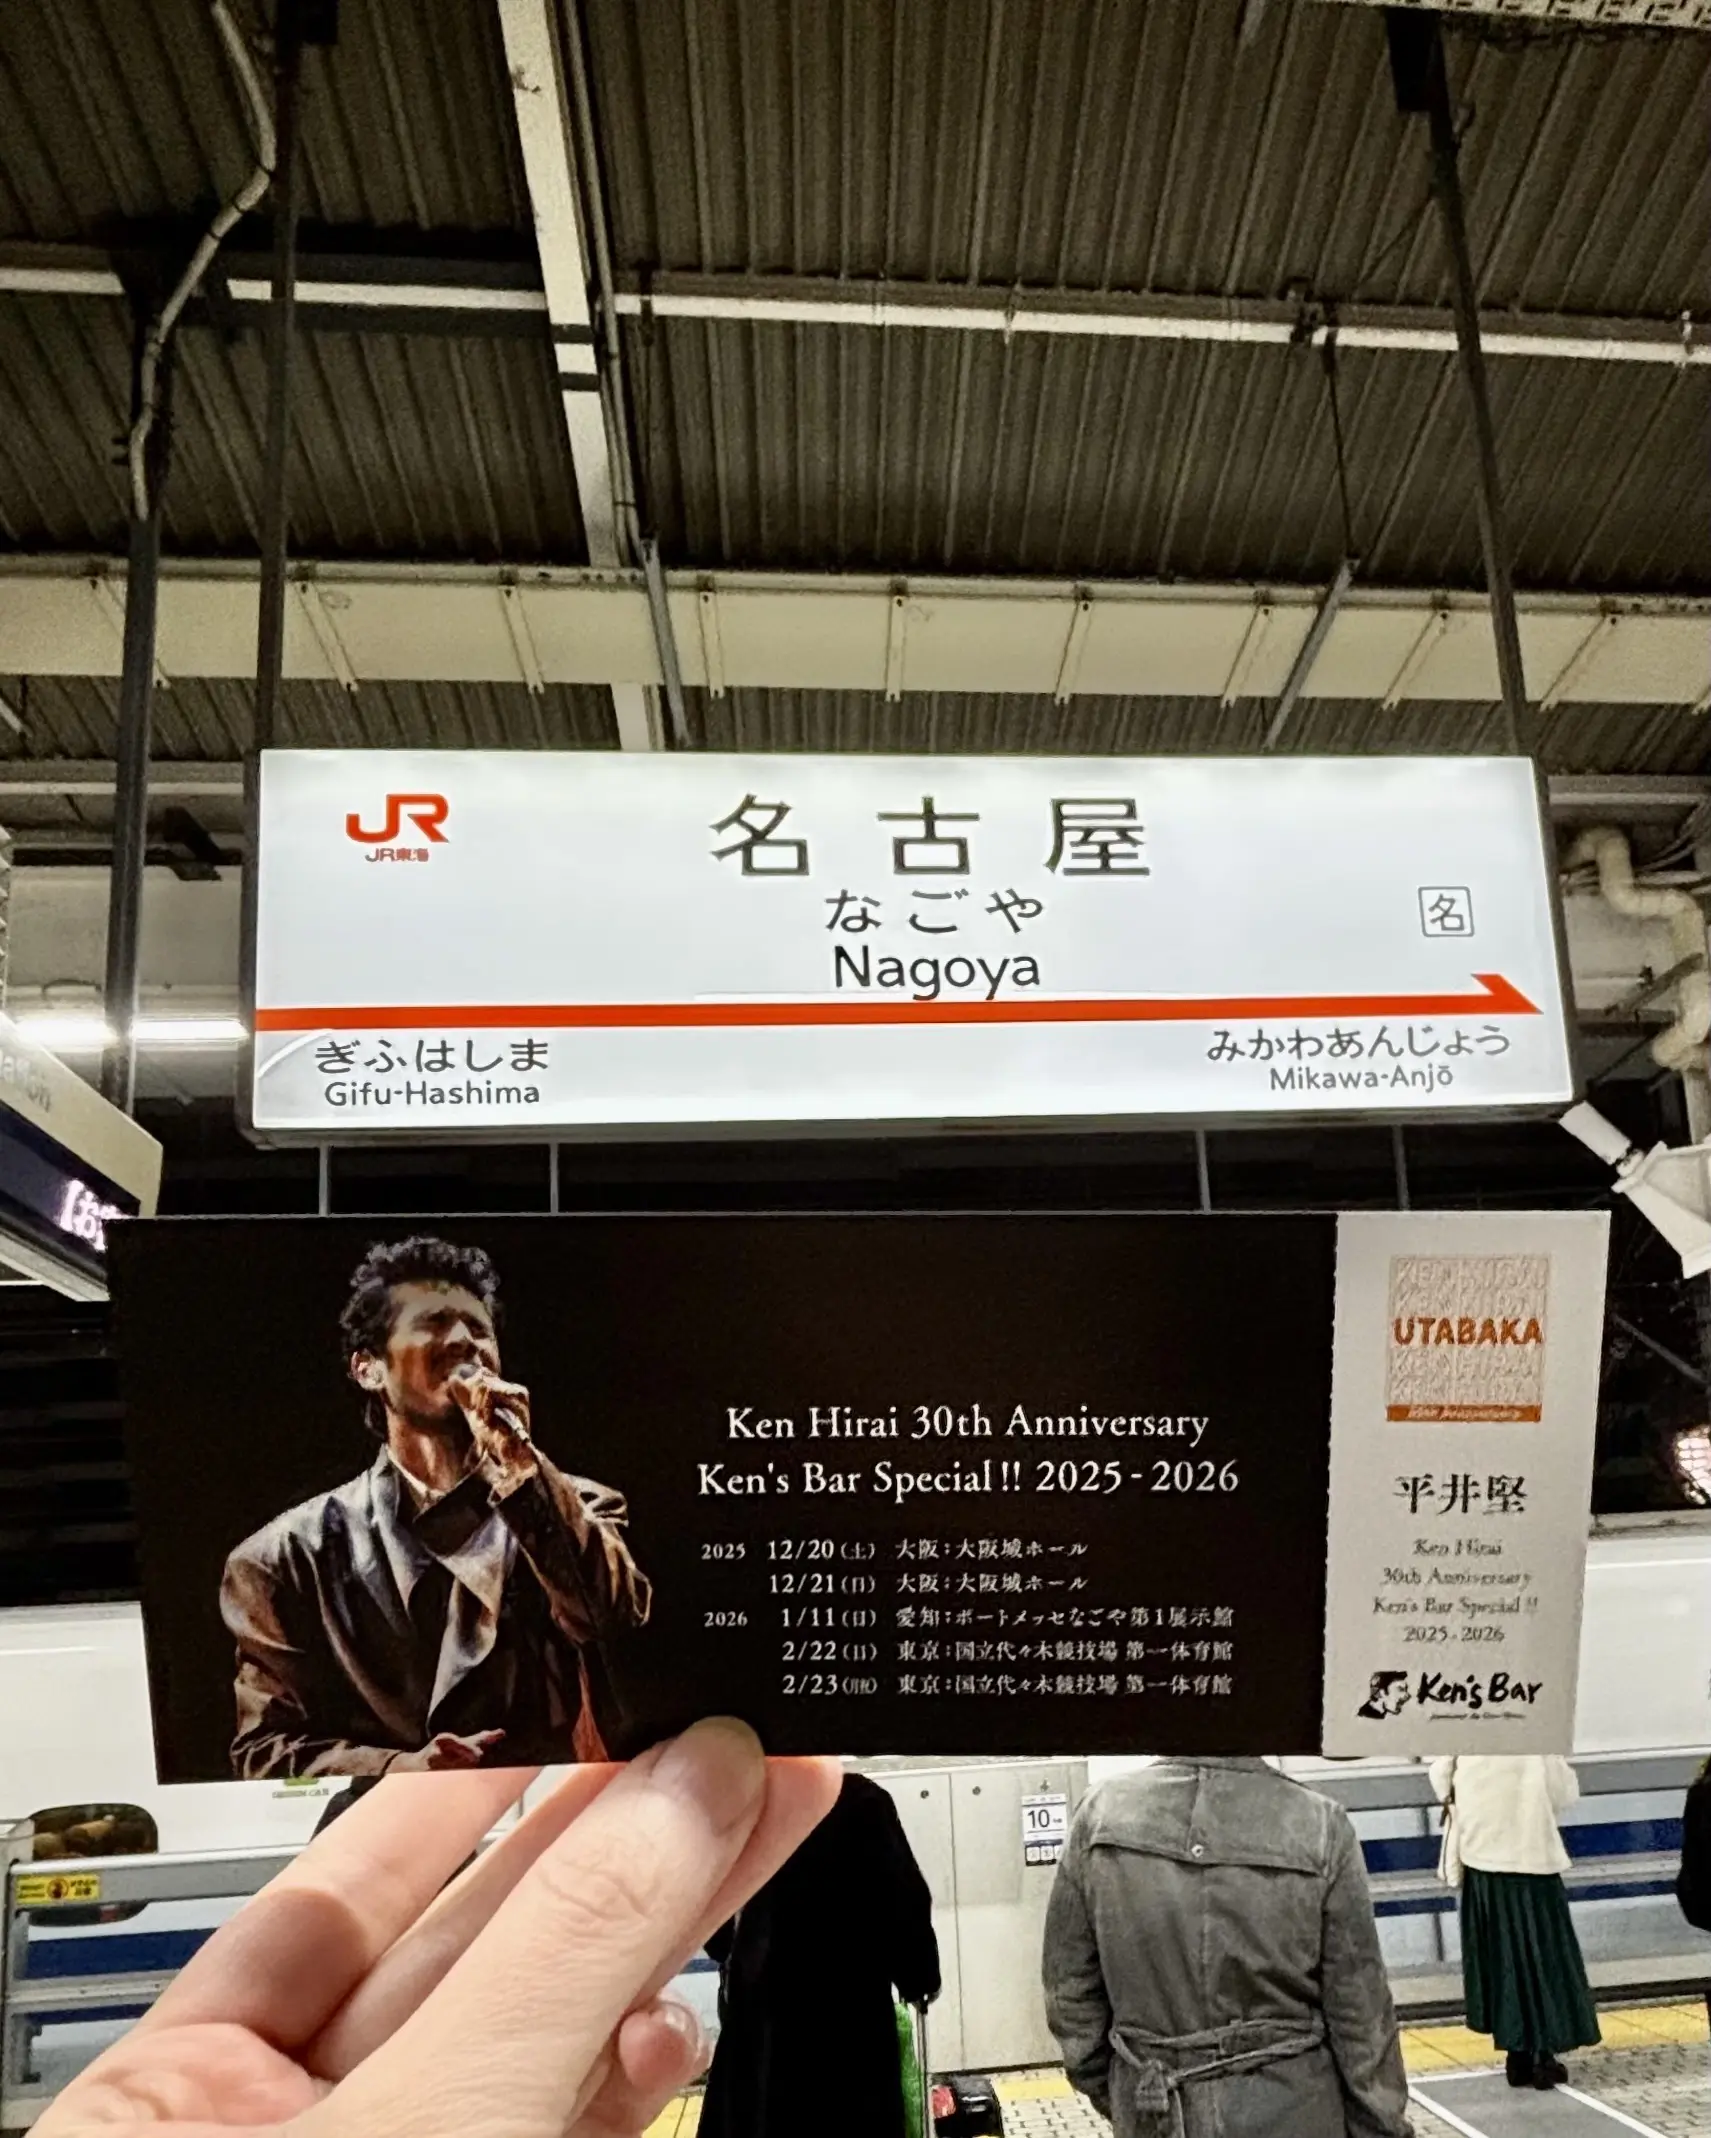 JR
JR東海
名古屋
なごや
Nagoya
名
ぎふはしま
Gifu-Hashima
みかわあんじょう
Mikawa-Anjō
Ken Hirai 30th Anniversary
Ken's Bar Special!! 2025-2026
2025 12/20(土) 大阪:大阪城ホール
12/21(日) 大阪:大阪城ホール
2026 1/11(日) 愛知:ポートメッセなごや第1展示館
2/22(日) 東京:国立代々木競技場 第一体育館
2/23(月祝) 東京:国立代々木競技場 第一体育館
UTABAKA
平井堅
Ken Hirai
30th Anniversary
Ken's Bar Special!!
2025-2026
Ken's Bar
10